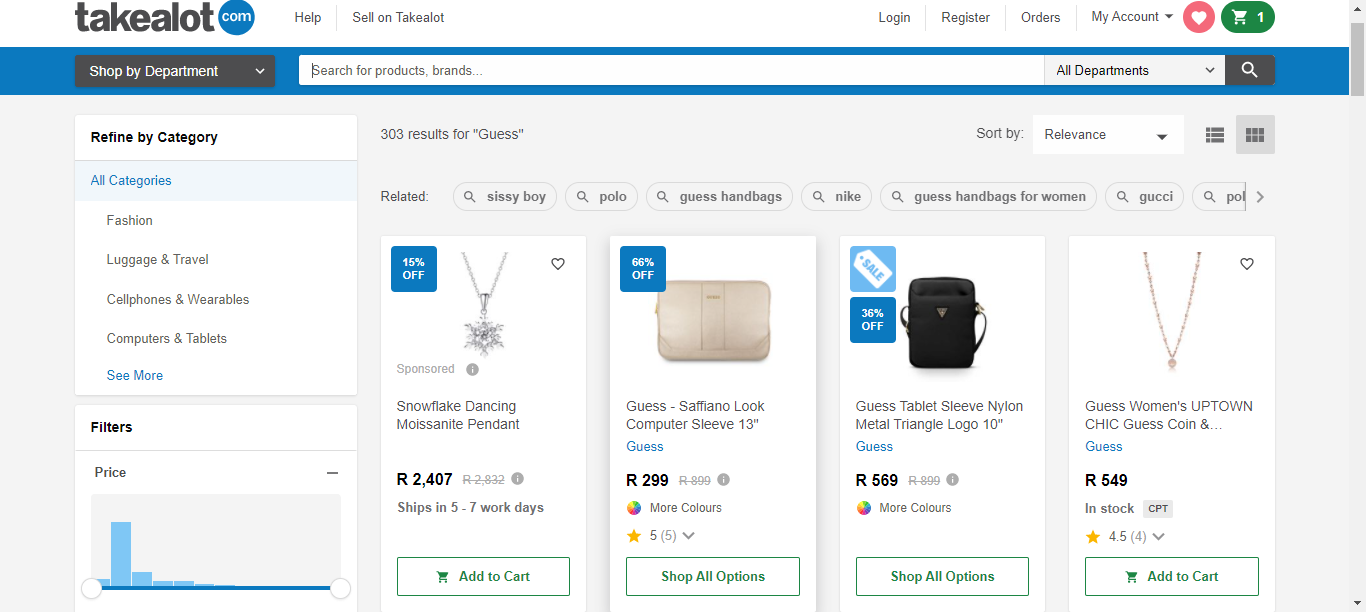 takealot com
Help
Sell on Takealot
Login
Register
Orders
My Account
1
Shop by Department
Search for products, brands...
All Departments
Refine by Category
All Categories
Fashion
Luggage & Travel
Cellphones & Wearables
Computers & Tablets
See More
Filters
Price
303 results for "Guess"
Sort by:
Relevance
Related:
sissy boy
polo
guess handbags
nike
guess handbags for women
gucci
pol
15%
OFF
Sponsored
Snowflake Dancing
Moissanite Pendant
R 2,407 R 2,832
Ships in 5 - 7 work days
Add to Cart
66%
OFF
GUESS
Guess - Saffiano Look
Computer Sleeve 13"
Guess
R 299 R 899
More Colours
5 (5)
Shop All Options
SALE
36%
OFF
Guess Tablet Sleeve Nylon
Metal Triangle Logo 10"
Guess
R 569 R 899
More Colours
Shop All Options
Guess Women's UPTOWN
CHIC Guess Coin &...
Guess
R 549
In stock CPT
4.5 (4)
Add to Cart